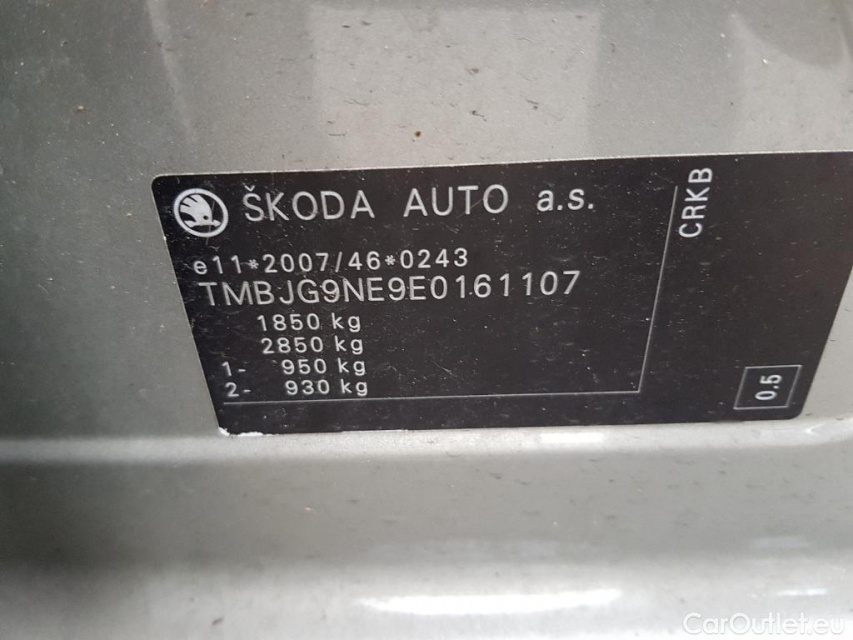 ŠKODA AUTO a.s.
e11*2007/46*0243
TMBJG9NE9E0161107
1850 kg
2850 kg
1- 950 kg
2- 930 kg
CRKB
0.5
CarOutlet.eu